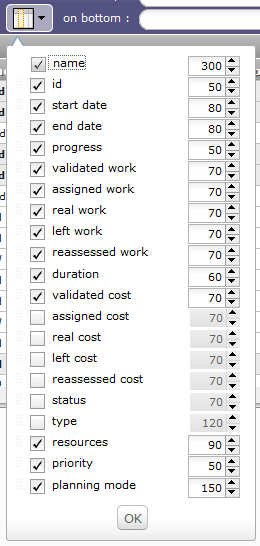 on bottom :
name 300
id 50
start date 80
end date 80
progress 50
validated work 70
assigned work 70
real work 70
left work 70
reassessed work 70
duration 60
validated cost 70
assigned cost 70
real cost 70
left cost 70
reassessed cost 70
status 70
type 120
resources 90
priority 50
planning mode 150
OK